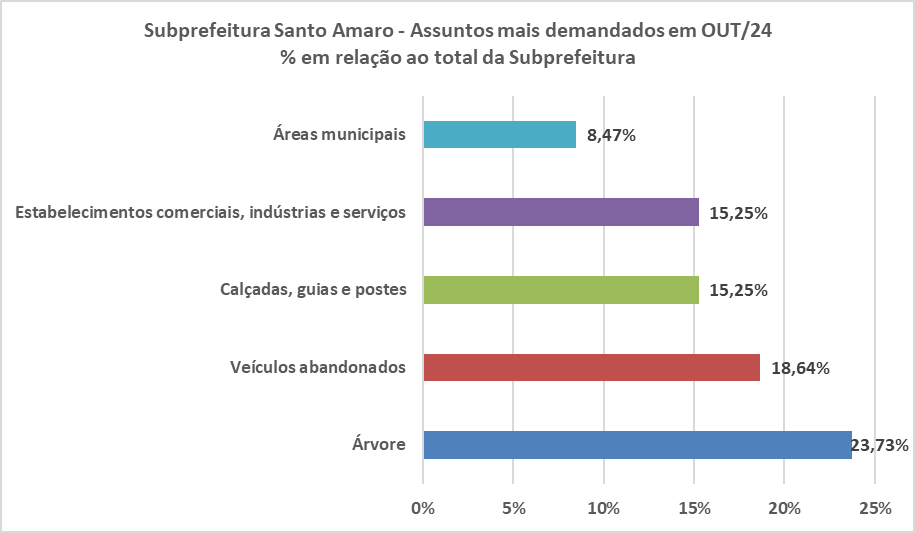 Subprefeitura Santo Amaro - Assuntos mais demandados em OUT/24
% em relação ao total da Subprefeitura
Áreas municipais
8,47%
Estabelecimentos comerciais, indústrias e serviços
15,25%
Calçadas, guias e postes
15,25%
Veículos abandonados
18,64%
Árvore
23,73%
0% 5% 10% 15% 20% 25%